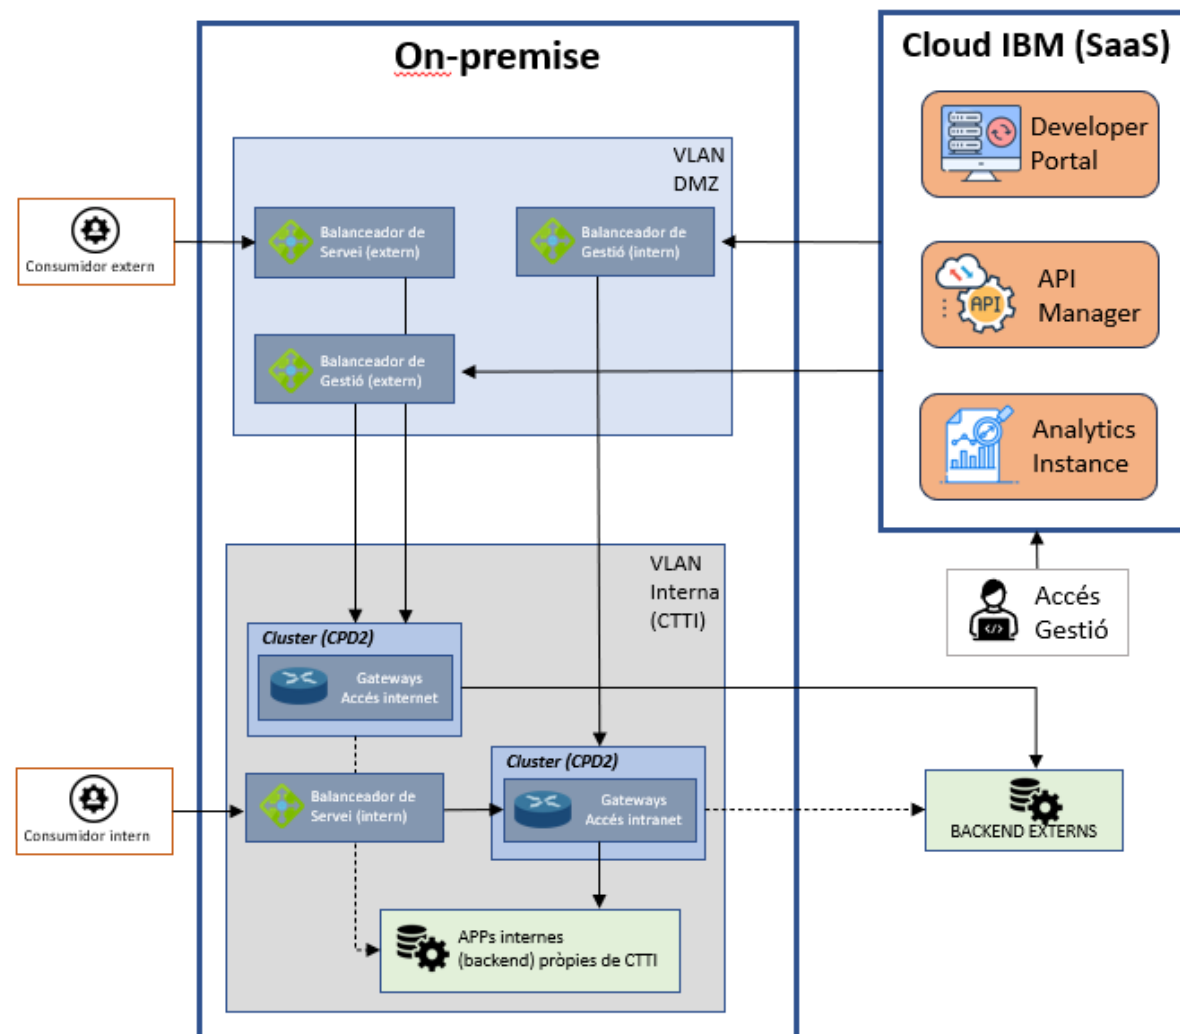 On-premise
Cloud IBM (SaaS)
Developer
Portal
API
Manager
API
Analytics
Instance
VLAN
DMZ
Balanceador de
Servei (extern)
Balanceador de
Gestió (intern)
Balanceador de
Gestió (extern)
Consumidor extern
VLAN
Interna
(CTTI)
Accés
Gestió
Cluster (CPD2)
Gateways
Accés internet
Cluster (CPD2)
Gateways
Accés intranet
Balanceador de
Servei (intern)
Consumidor intern
BACKEND EXTERNS
APPs internes
(backend) pròpies de CTTI